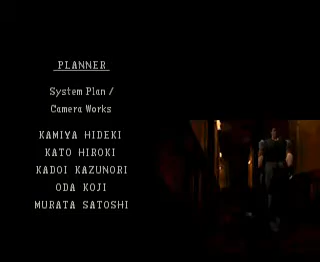 PLANNER
System Plan /
Camera Works
KAMIYA HIDEKI
KATO HIROKI
KADOI KAZUNORI
ODA KOJI
MURATA SATOSHI